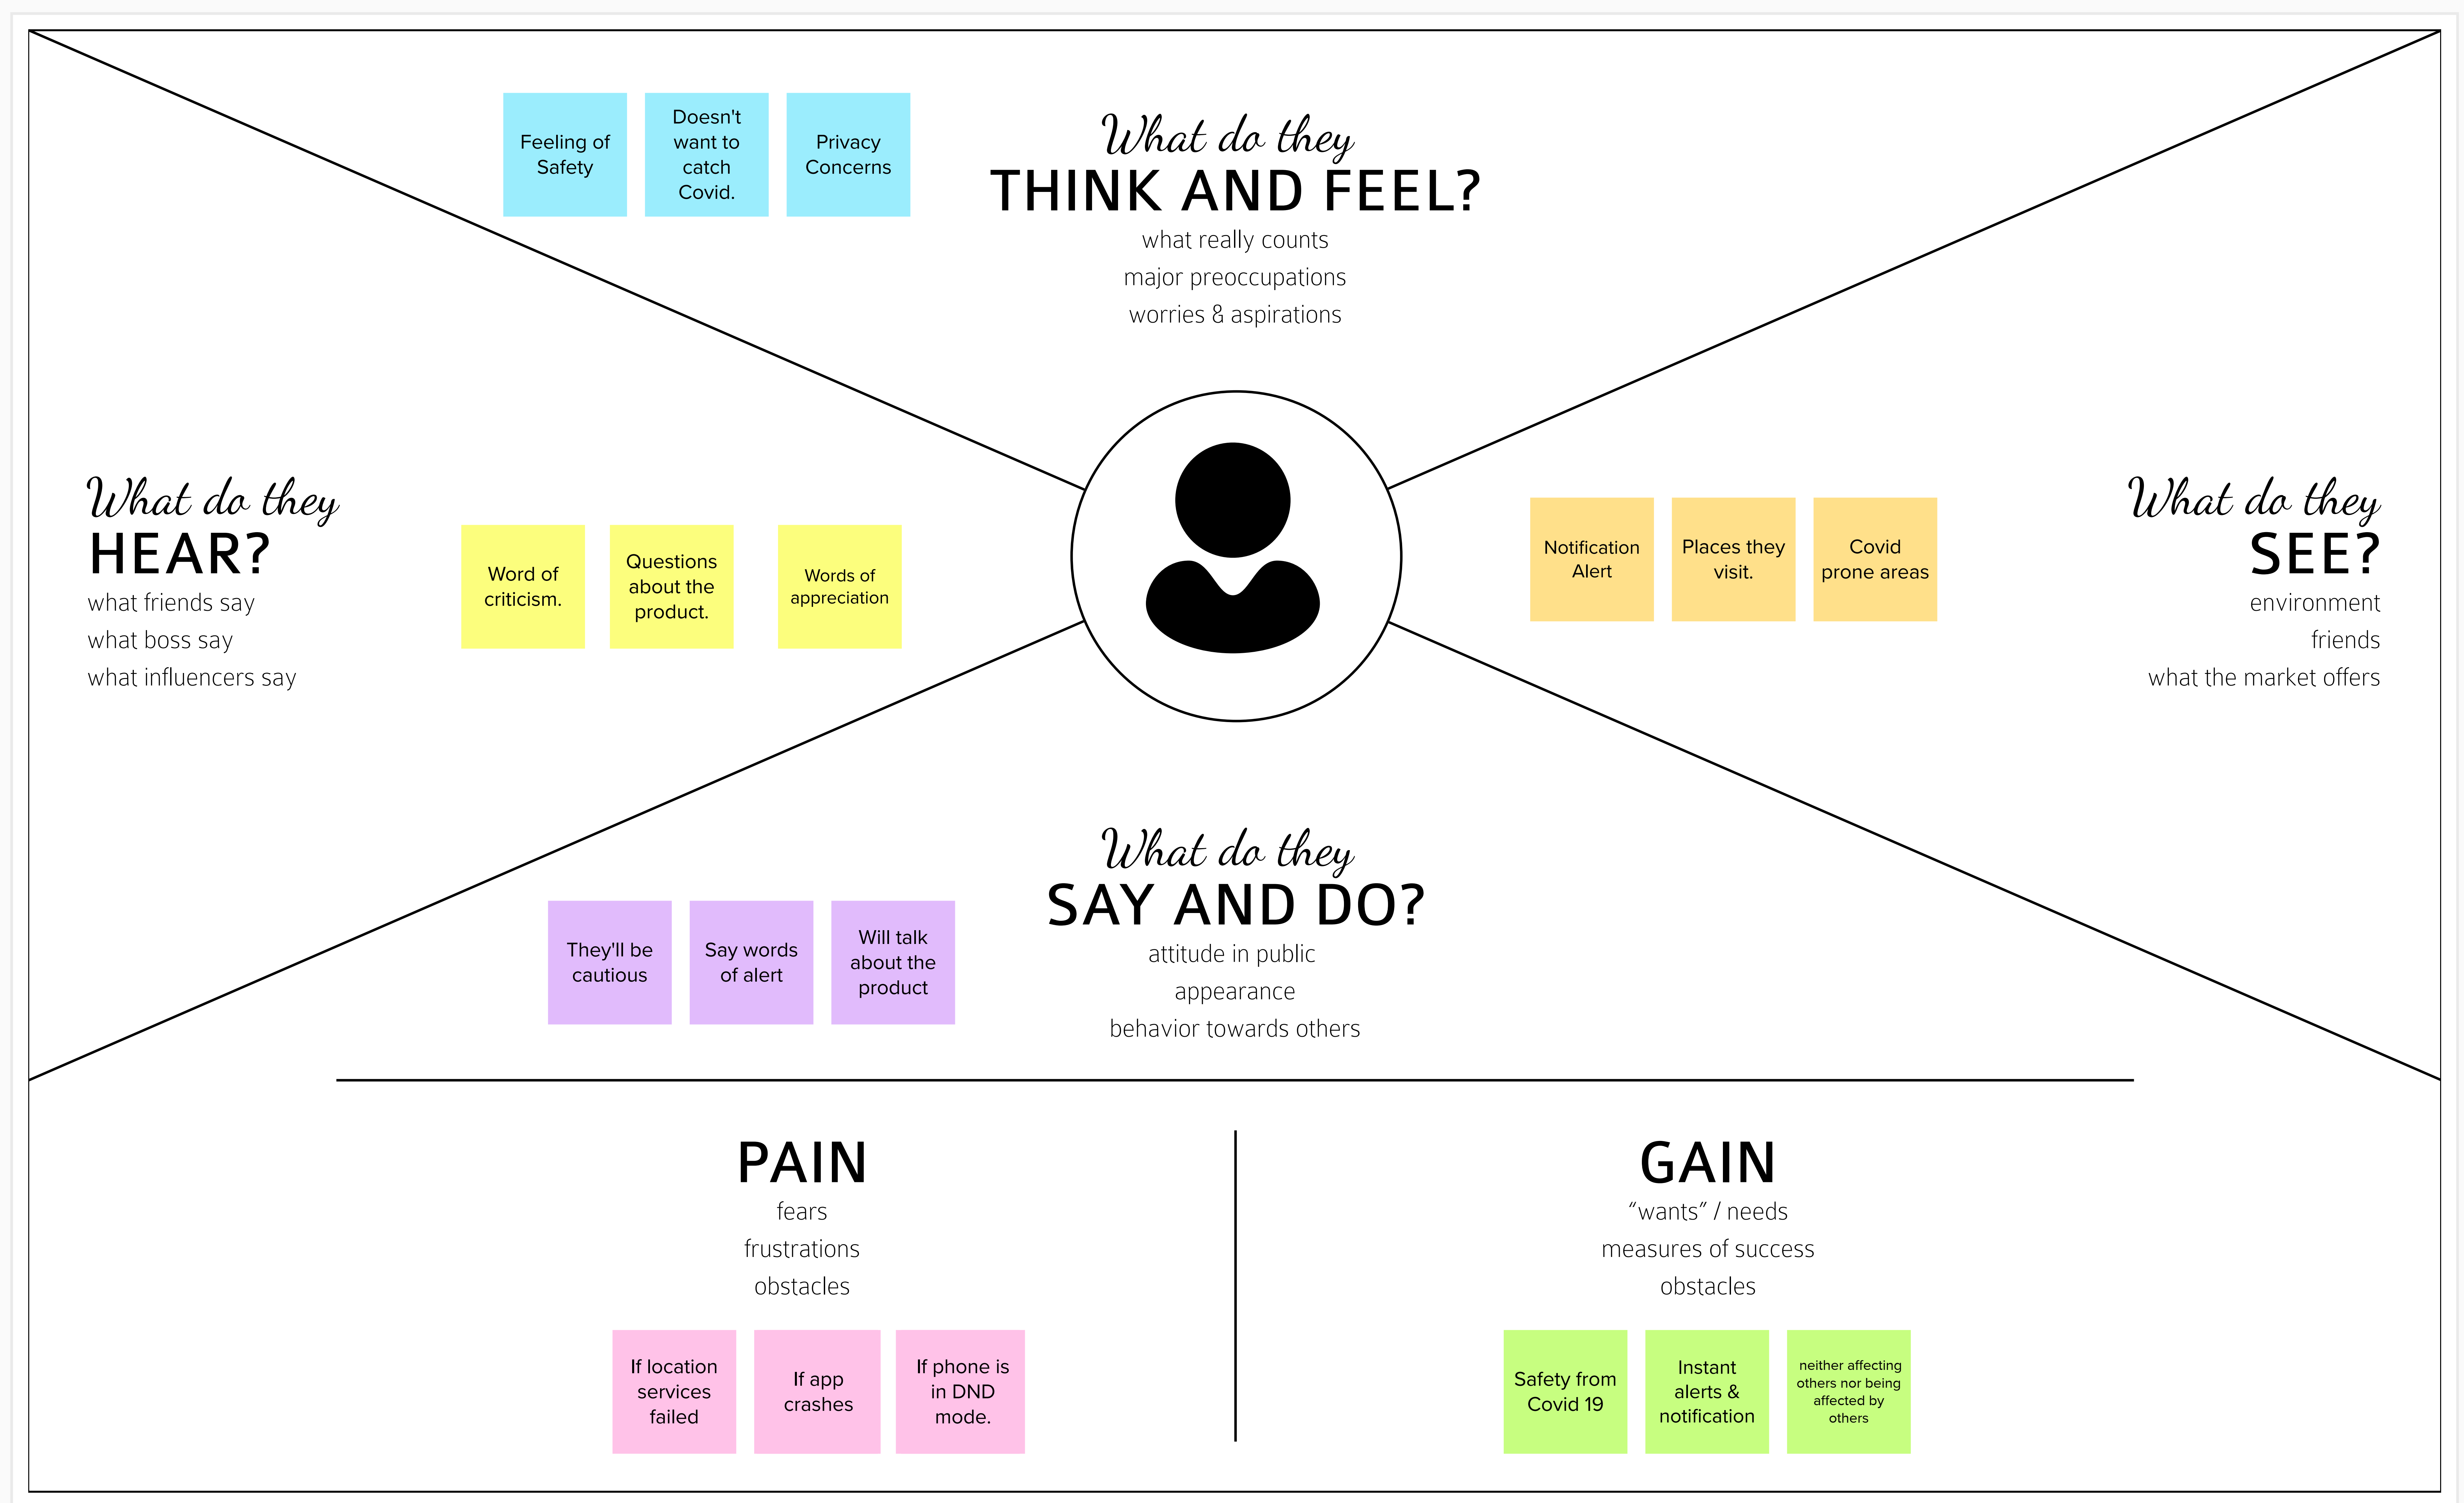 Feeling of
Safety
Doesn't
want to
catch
Covid.
Privacy
Concerns
What do they
THINK AND FEEL?
what really counts
major preoccupations
worries & aspirations
What do they
HEAR?
what friends say
what boss say
what influencers say
Word of
criticism.
Questions
about the
product.
Words of
appreciation
Notification
Alert
Places they
visit.
Covid
prone areas
What do they
SEE?
environment
friends
what the market offers
What do they
SAY AND DO?
attitude in public
appearance
behavior towards others
They'll be
cautious
Say words
of alert
Will talk
about the
product
PAIN
fears
frustrations
obstacles
If location
services
failed
If app
crashes
If phone is
in DND
mode.
GAIN
“wants” / needs
measures of success
obstacles
Safety from
Covid 19
Instant
alerts &
notification
neither affecting
others nor being
affected by
others